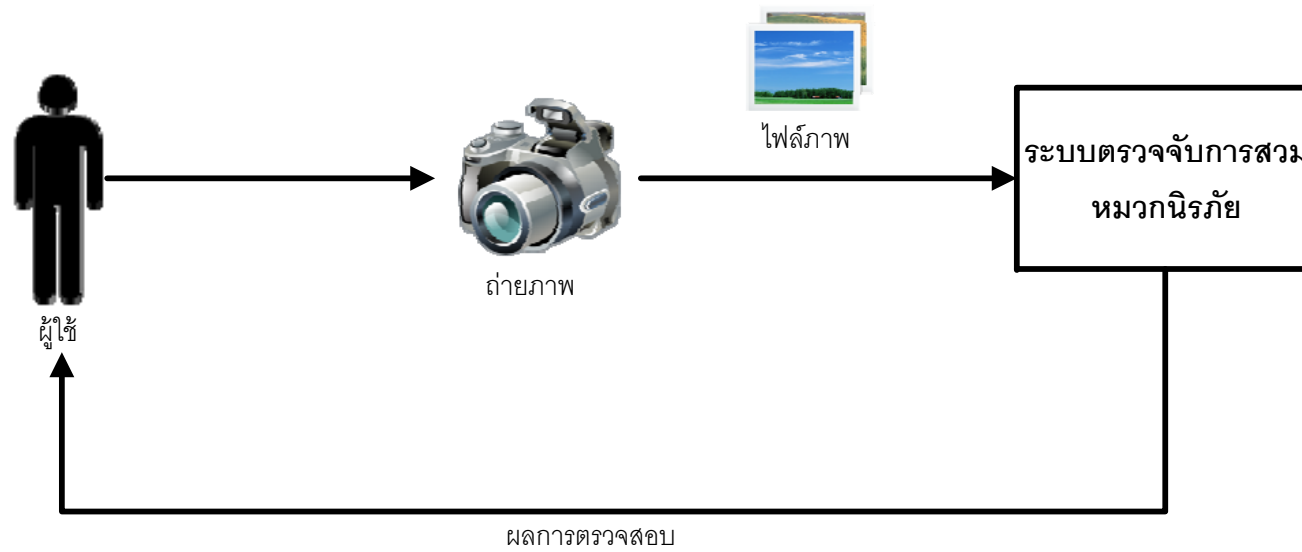 ไฟล์ภาพ
ระบบตรวจจับการสวม
หมวกนิรภัย
ถ่ายภาพ
ผู้ใช้
ผลการตรวจสอบ